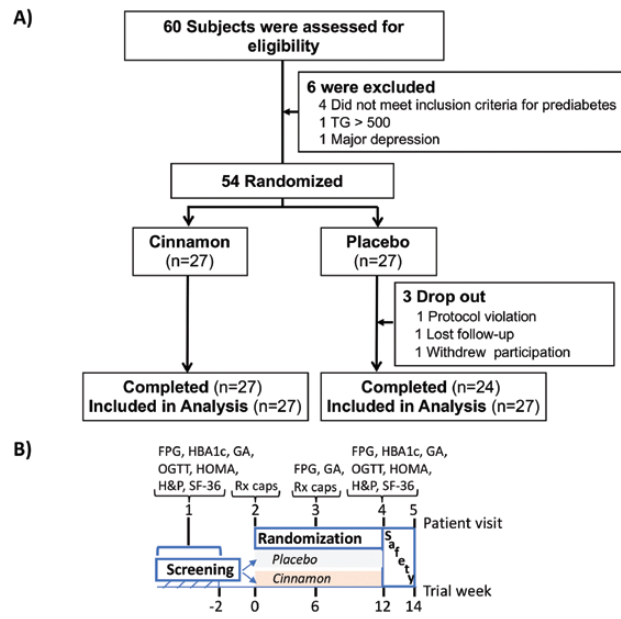 A)
60 Subjects were assessed for
eligibility
6 were excluded
4 Did not meet inclusion criteria for prediabetes
1 TG > 500
1 Major depression
54 Randomized
Cinnamon
(n=27)
Placebo
(n=27)
3 Drop out
1 Protocol violation
1 Lost follow-up
1 Withdrew participation
Completed (n=27)
Included in Analysis (n=27)
Completed (n=24)
Included in Analysis (n=27)
B)
FPG, HBA1c, GA,
OGTT, HOMA,
H&P, SF-36
Rx caps
FPG, GA,
Rx caps
FPG, HBA1c, GA,
OGTT, HOMA,
H&P, SF-36
1 2 3 4 5
Patient visit
Randomization
Placebo
Cinnamon
Screening
Safety
Trial week
-2 0 6 12 14